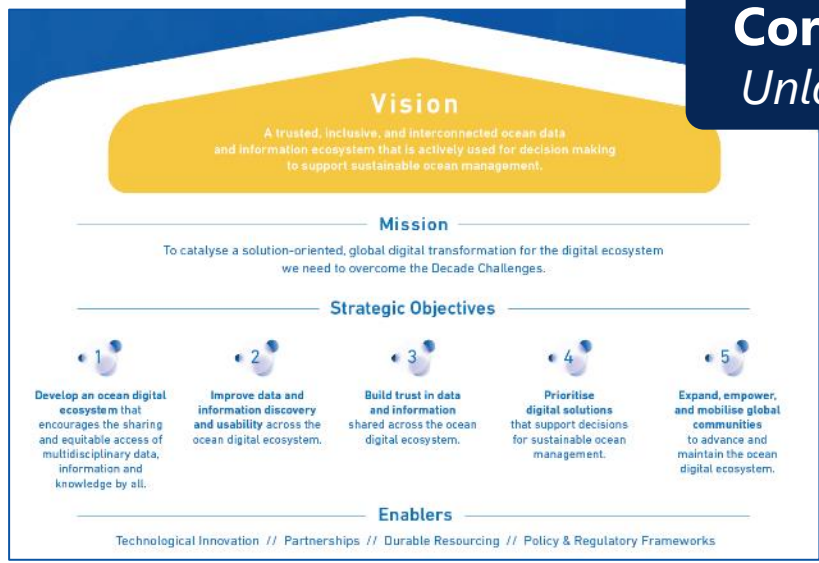 Vision
A trusted, inclusive, and interconnected ocean data
and information ecosystem that is actively used for decision making
to support sustainable ocean management.
Mission
To catalyse a solution-oriented, global digital transformation for the digital ecosystem
we need to overcome the Decade Challenges.
Strategic Objectives
1
Develop an ocean digital
ecosystem that
encourages the sharing
and equitable access of
multidisciplinary data,
information and
knowledge by all.
2
Improve data and
information discovery
and usability across the
ocean digital ecosystem.
3
Build trust in data
and information
shared across the ocean
digital ecosystem.
4
Prioritise
digital solutions
that support decisions
for sustainable ocean
management.
5
Expand, empower,
and mobilise global
communities
to advance and
maintain the ocean
digital ecosystem.
Enablers
Technological Innovation // Partnerships // Durable Resourcing // Policy & Regulatory Frameworks